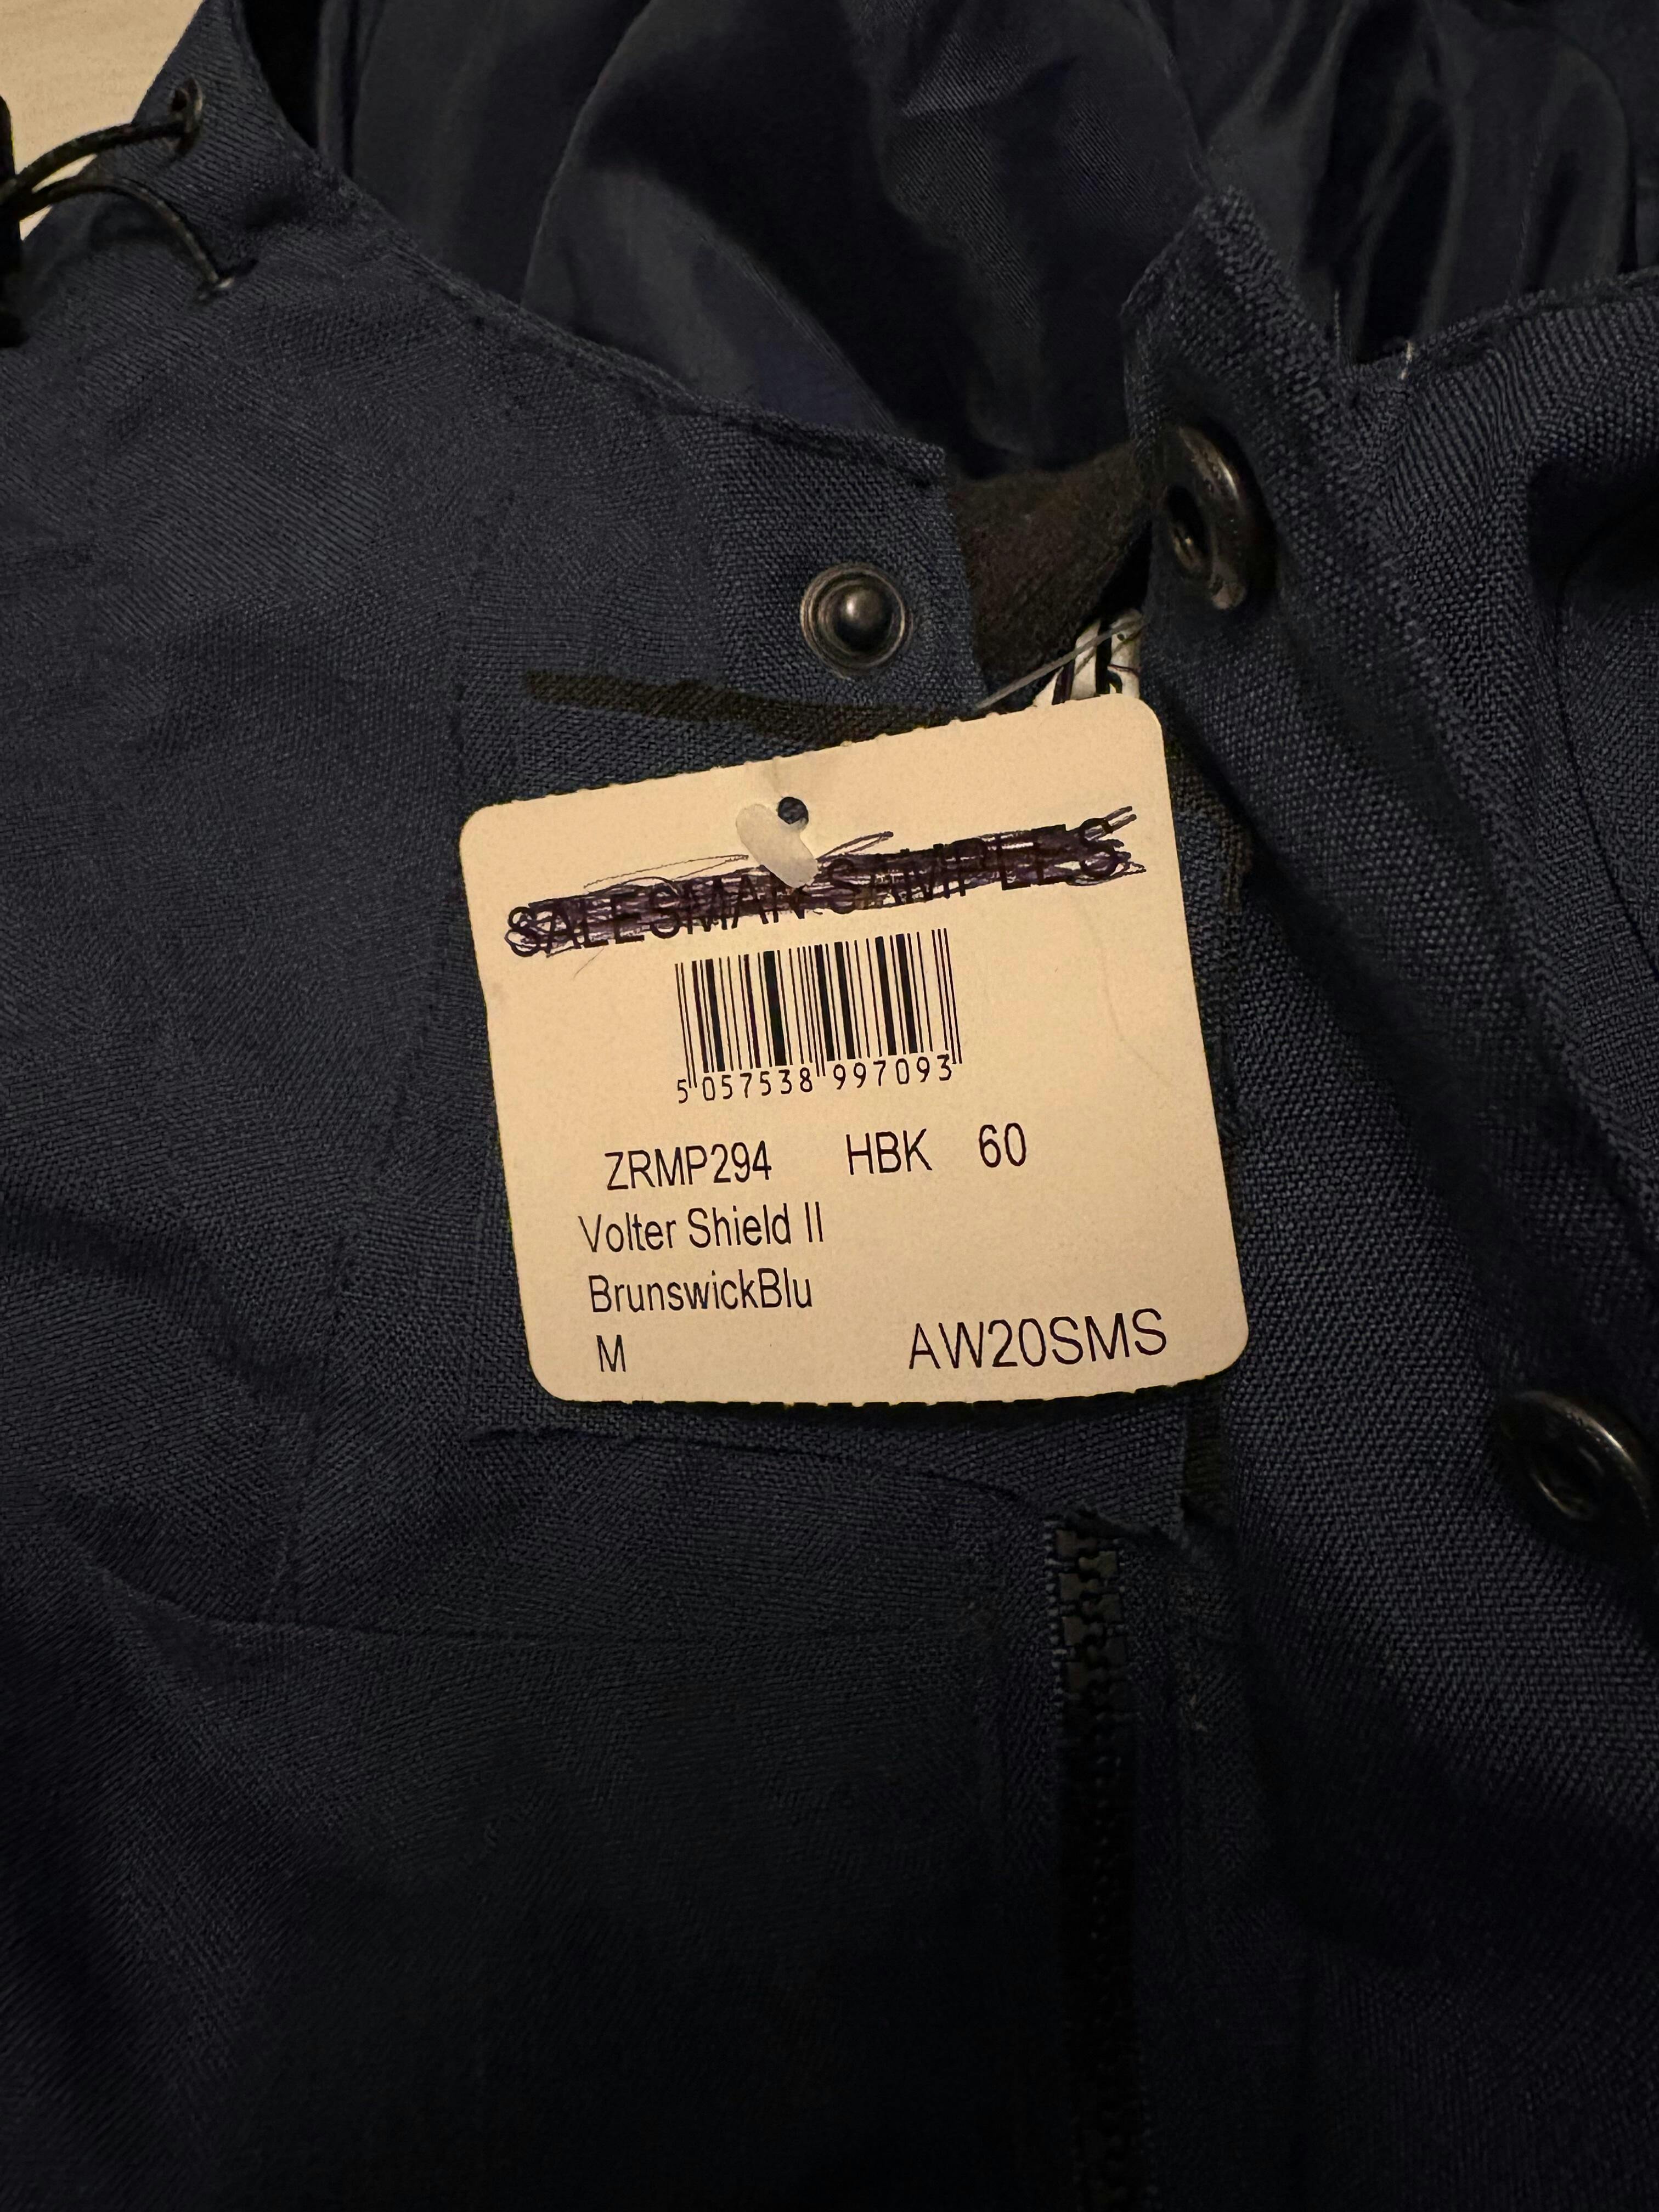 SALESMAN SAMPLES
5 057538 997093
ZRMP294 HBK 60
Volter Shield II
BrunswickBlu
M AW20SMS